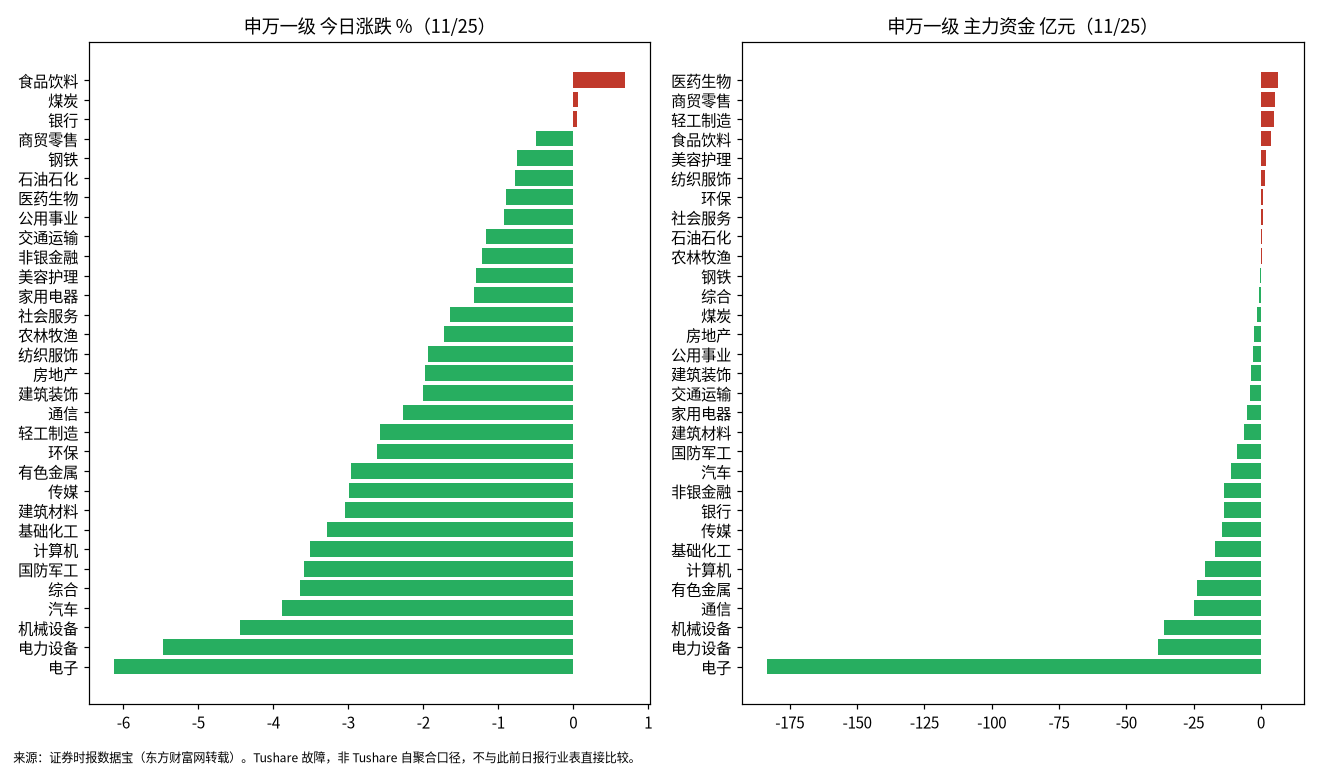 申万一级 今日涨跌 %（11/25）
食品饮料
煤炭
银行
商贸零售
钢铁
石油石化
医药生物
公用事业
交通运输
非银金融
美容护理
家用电器
社会服务
农林牧渔
纺织服饰
房地产
建筑装饰
通信
轻工制造
环保
有色金属
传媒
建筑材料
基础化工
计算机
国防军工
综合
汽车
机械设备
电力设备
电子
-6 -5 -4 -3 -2 -1 0 1
申万一级 主力资金 亿元（11/25）
医药生物
商贸零售
轻工制造
食品饮料
美容护理
纺织服饰
环保
社会服务
石油石化
农林牧渔
钢铁
综合
煤炭
房地产
公用事业
建筑装饰
交通运输
家用电器
建筑材料
国防军工
汽车
非银金融
银行
传媒
基础化工
计算机
有色金属
通信
机械设备
电力设备
电子
-175 -150 -125 -100 -75 -50 -25 0
来源：证券时报数据宝（东方财富网转载）。Tushare 故障，非 Tushare 自聚合口径，不与此前日报行业表直接比较。